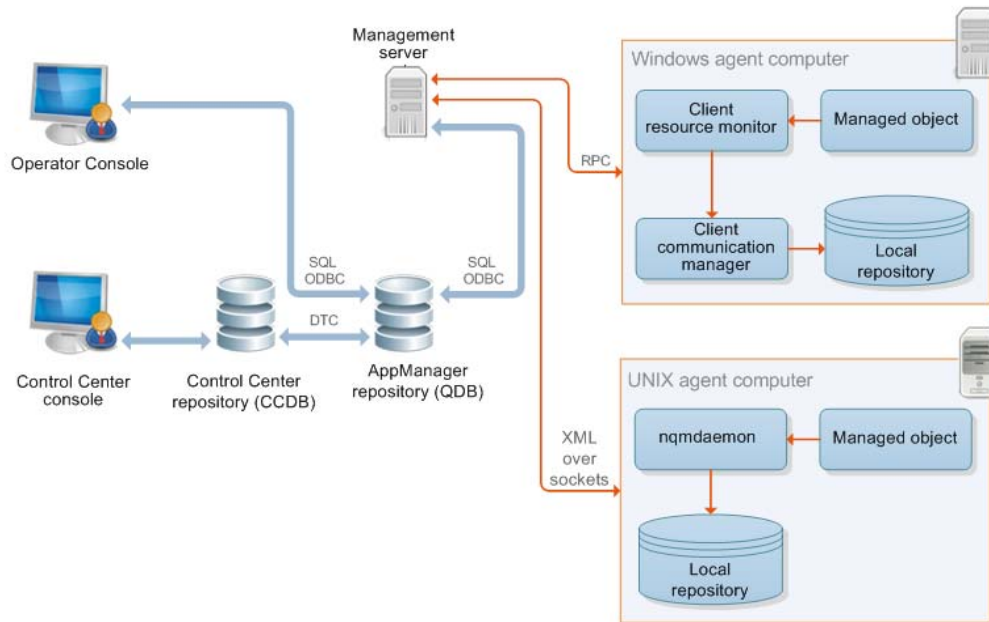 Management
server
Operator Console
SQL
ODBC
SQL
ODBC
DTC
Control Center
console
Control Center
repository (CCDB)
AppManager
repository (QDB)
RPC
XML
over
sockets
Windows agent computer
Client
resource monitor
Managed object
Client
communication
manager
Local
repository
UNIX agent computer
nqmdaemon
Managed object
Local
repository